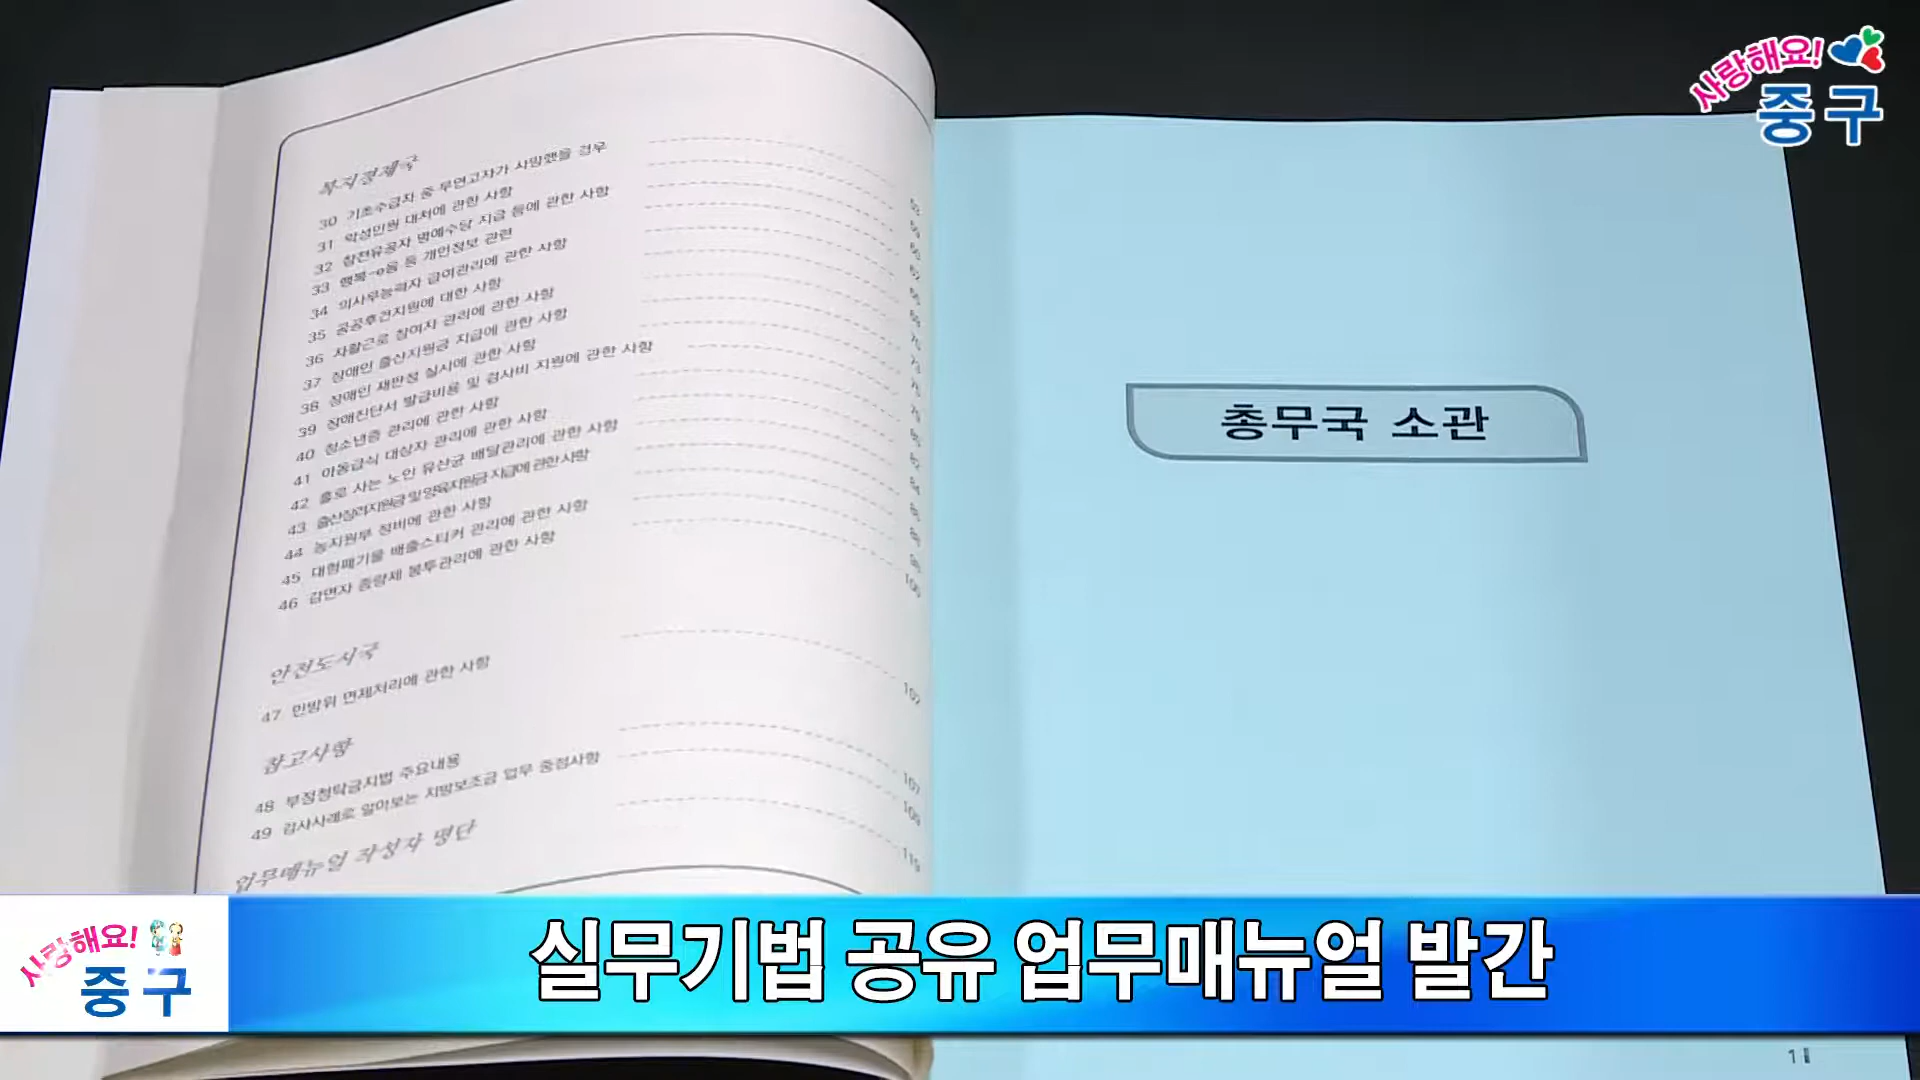 사랑해요!
중구
복지경제국
30 기초수급자 중 무연고자가 사망했을 경우
31 악성민원 대처에 관한 사항
32 참전유공자 명예수당 지급 등에 관한 사항
33 행복-e음 등 개인정보 관련
34 의사무능력자 급여관리에 관한 사항
35 공공후견지원에 대한 사항
36 자활근로 참여자 관리에 관한 사항
37 장애인 출산지원금 지급에 관한 사항
38 장애인 재판정 실시에 관한 사항
39 장애진단서 발급비용 및 검사비 지원에 관한 사항
40 청소년증 관리에 관한 사항
41 아동급식 대상자 관리에 관한 사항
42 홀로 사는 노인 유산균 배달관리에 관한 사항
43 출산장려지원금 및 양육지원금 지급에 관한 사항
44 농지원부 정비에 관한 사항
45 대형폐기물 배출스티커 관리에 관한 사항
46 감면자 종량제 봉투관리에 관한 사항 100
안전도시국
47 민방위 면제처리에 관한 사항 102
참고사항
48 부정청탁금지법 주요내용 107
49 감사사례로 알아보는 지방보조금 업무 중점사항 109
업무매뉴얼 작성자 명단 119
총무국 소관
사랑해요!
중구
실무기법 공유 업무매뉴얼 발간
1